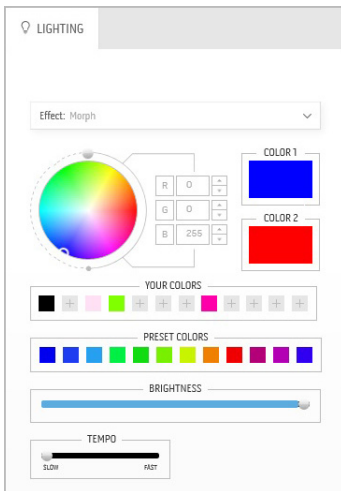 LIGHTING
Effect: Morph
COLOR 1
R 0
G 0
B 255
COLOR 2
YOUR COLORS
PRESET COLORS
BRIGHTNESS
TEMPO
SLOW FAST